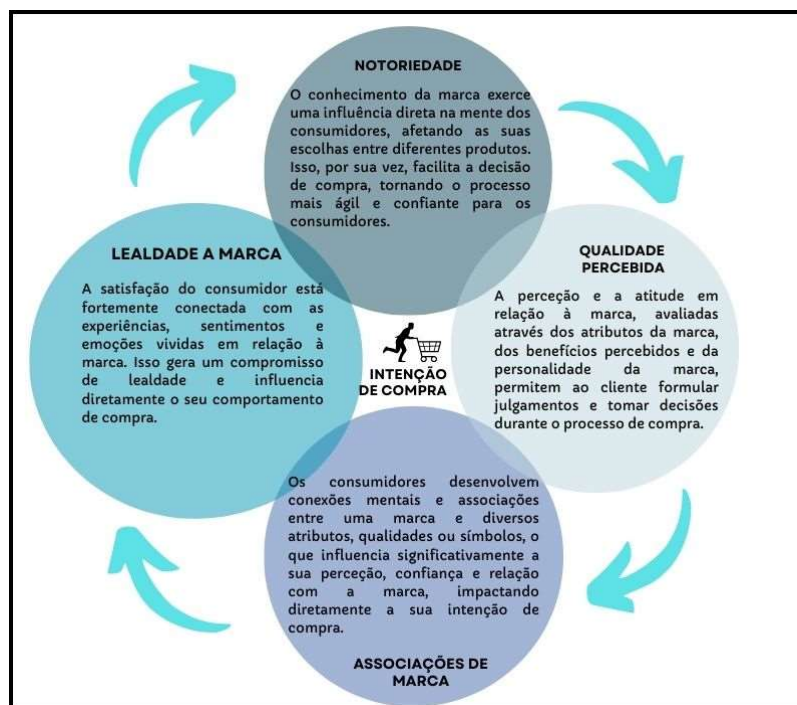 NOTORIEDADE
O conhecimento da marca exerce
uma influência direta na mente dos
consumidores, afetando as suas
escolhas entre diferentes produtos.
Isso, por sua vez, facilita a decisão
de compra, tornando o processo
mais ágil e confiante para os
consumidores.
QUALIDADE
PERCEBIDA
A perceção e a atitude em
relação à marca, avaliadas
através dos atributos da marca,
dos benefícios percebidos e da
personalidade da marca,
permitem ao cliente formular
julgamentos e tomar decisões
durante o processo de compra.
Os consumidores desenvolvem
conexões mentais e associações
entre uma marca e diversos
atributos, qualidades ou símbolos, o
que influencia significativamente a
sua perceção, confiança e relação
com a marca, impactando
diretamente a sua intenção de
compra.
ASSOCIAÇÕES DE
MARCA
LEALDADE A MARCA
A satisfação do consumidor está
fortemente conectada com as
experiências, sentimentos e
emoções vividas em relação à
marca. Isso gera um compromisso
de lealdade e influencia
diretamente o seu comportamento
de compra.
INTENÇÃO
DE COMPRA